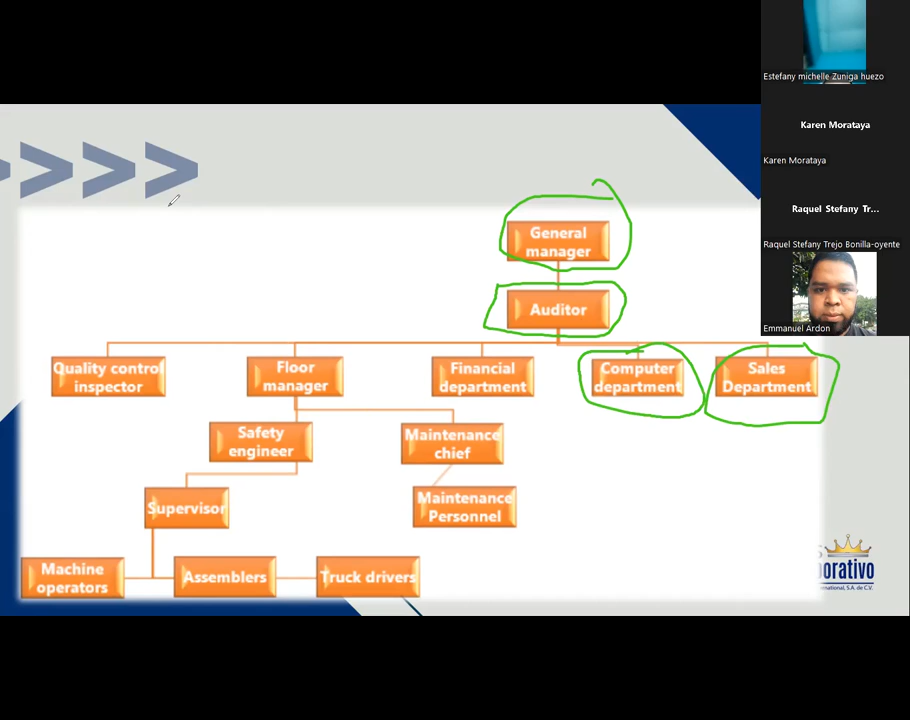 Estefany michelle Zuniga huezo
Karen Morataya
Karen Morataya
Raquel Stefany Tr...
Raquel Stefany Trejo Bonilla-oyente
Emmanuel Ardon
General
manager
Auditor
Quality control
inspector
Floor
manager
Financial
department
Computer
department
Sales
Department
Safety
engineer
Maintenance
chief
Supervisor
Maintenance
Personnel
Machine
operators
Assemblers
Truck drivers
S
orativo
international, S.A. de C.V.